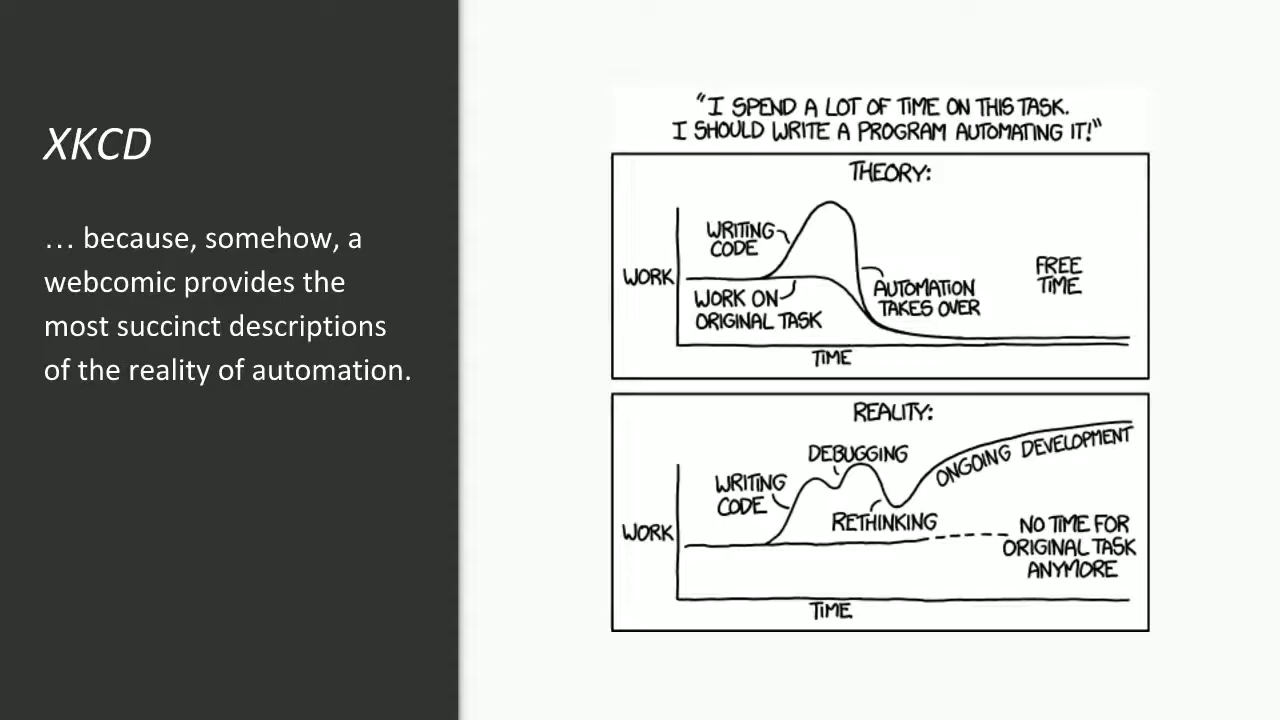 XKCD
… because, somehow, a
webcomic provides the
most succinct descriptions
of the reality of automation.
"I SPEND A LOT OF TIME ON THIS TASK.
I SHOULD WRITE A PROGRAM AUTOMATING IT!"
THEORY:
WRITING
CODE
WORK
WORK ON
ORIGINAL TASK
AUTOMATION
TAKES OVER
FREE
TIME
TIME
REALITY:
WRITING
CODE
DEBUGGING
RETHINKING
ONGOING DEVELOPMENT
WORK
NO TIME FOR
ORIGINAL TASK
ANYMORE
TIME